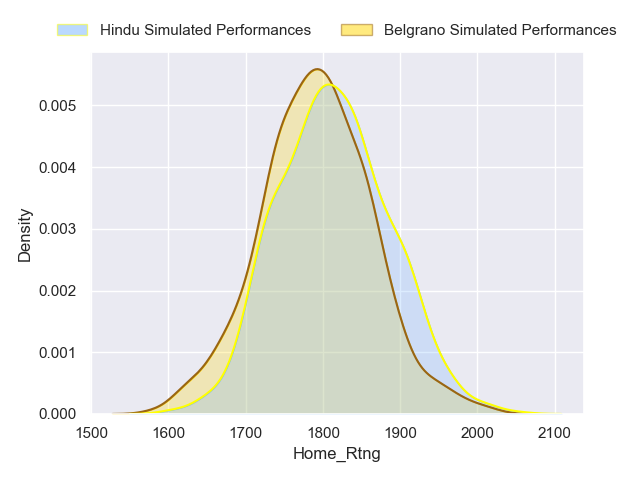 Hindu Simulated Performances
Belgrano Simulated Performances
Density
0.005
0.004
0.003
0.002
0.001
0.000
1500 1600 1700 1800 1900 2000 2100
Home_Rtng